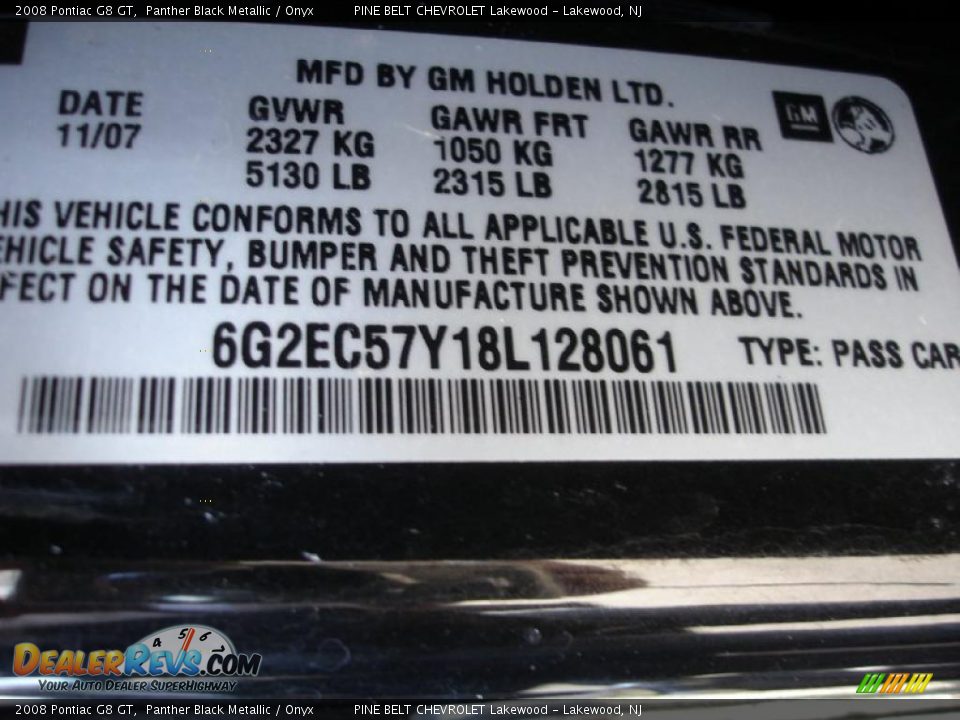 2008 Pontiac G8 GT, Panther Black Metallic / Onyx PINE BELT CHEVROLET Lakewood - Lakewood, NJ
MFD BY GM HOLDEN LTD.
DATE GVWR GAWR FRT GAWR RR GM
11/07 2327 KG 1050 KG 1277 KG
5130 LB 2315 LB 2815 LB
HIS VEHICLE CONFORMS TO ALL APPLICABLE U.S. FEDERAL MOTOR
EHICLE SAFETY, BUMPER AND THEFT PREVENTION STANDARDS IN
FECT ON THE DATE OF MANUFACTURE SHOWN ABOVE.
6G2EC57Y18L128061 TYPE: PASS CAR
4 5 6
DEALERREVS.COM
YOUR AUTO DEALER SUPERHIGHWAY
2008 Pontiac G8 GT, Panther Black Metallic / Onyx PINE BELT CHEVROLET Lakewood - Lakewood, NJ